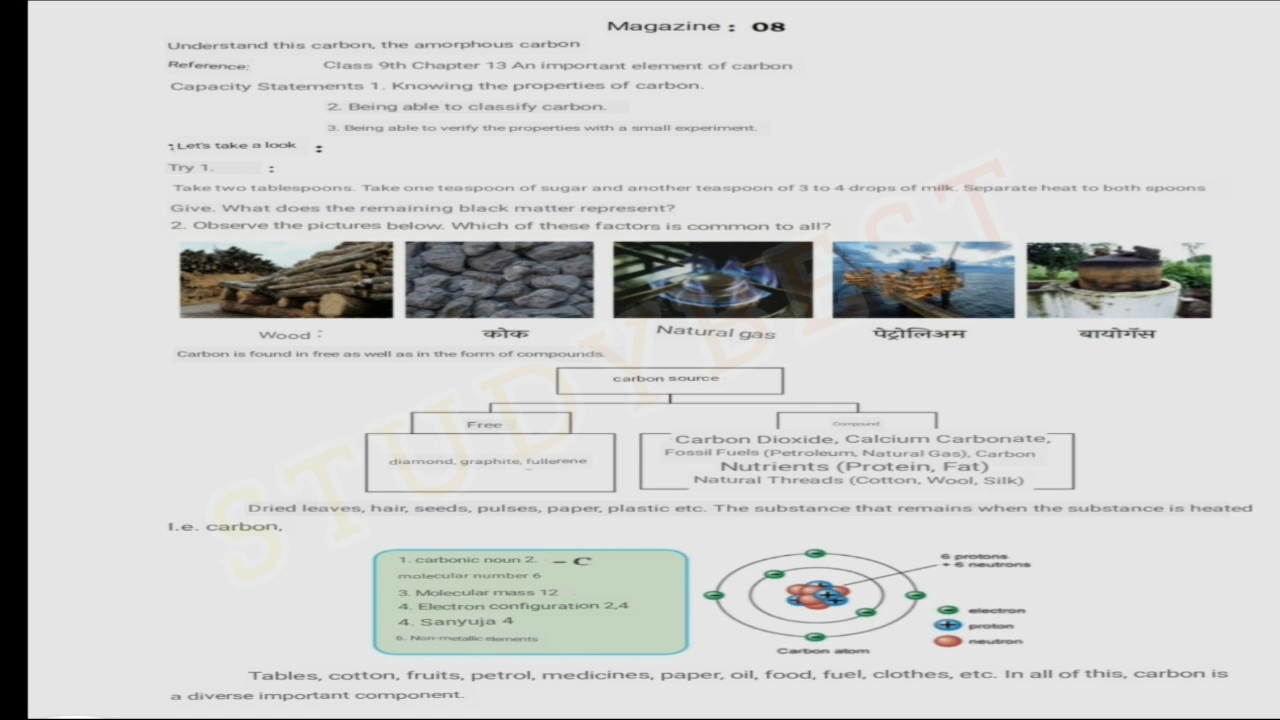 Magazine : 08
Understand this carbon, the amorphous carbon
Reference: Class 9th Chapter 13 An important element of carbon
Capacity Statements 1. Knowing the properties of carbon.
2. Being able to classify carbon.
3. Being able to verify the properties with a small experiment.
Let's take a look :
Try 1. :
Take two tablespoons. Take one teaspoon of sugar and another teaspoon of 3 to 4 drops of milk. Separate heat to both spoons
Give. What does the remaining black matter represent?
2. Observe the pictures below. Which of these factors is common to all?
Wood : कोक Natural gas पेट्रोलिअम बायोगॅस
Carbon is found in free as well as in the form of compounds.
carbon source
Free Compound
diamond, graphite, fullerene
Carbon Dioxide, Calcium Carbonate,
Fossil Fuels (Petroleum, Natural Gas), Carbon
Nutrients (Protein, Fat)
Natural Threads (Cotton, Wool, Silk)
Dried leaves, hair, seeds, pulses, paper, plastic etc. The substance that remains when the substance is heated
I.e. carbon,
1. carbonic noun 2. – C
molecular number 6
3. Molecular mass 12
4. Electron configuration 2,4
4. Sanyuja 4
6. Non-metallic elements
6 protons
+ 6 neutrons
electron
proton
neutron
Carbon atom
Tables, cotton, fruits, petrol, medicines, paper, oil, food, fuel, clothes, etc. In all of this, carbon is
a diverse important component.
STUDY BEST